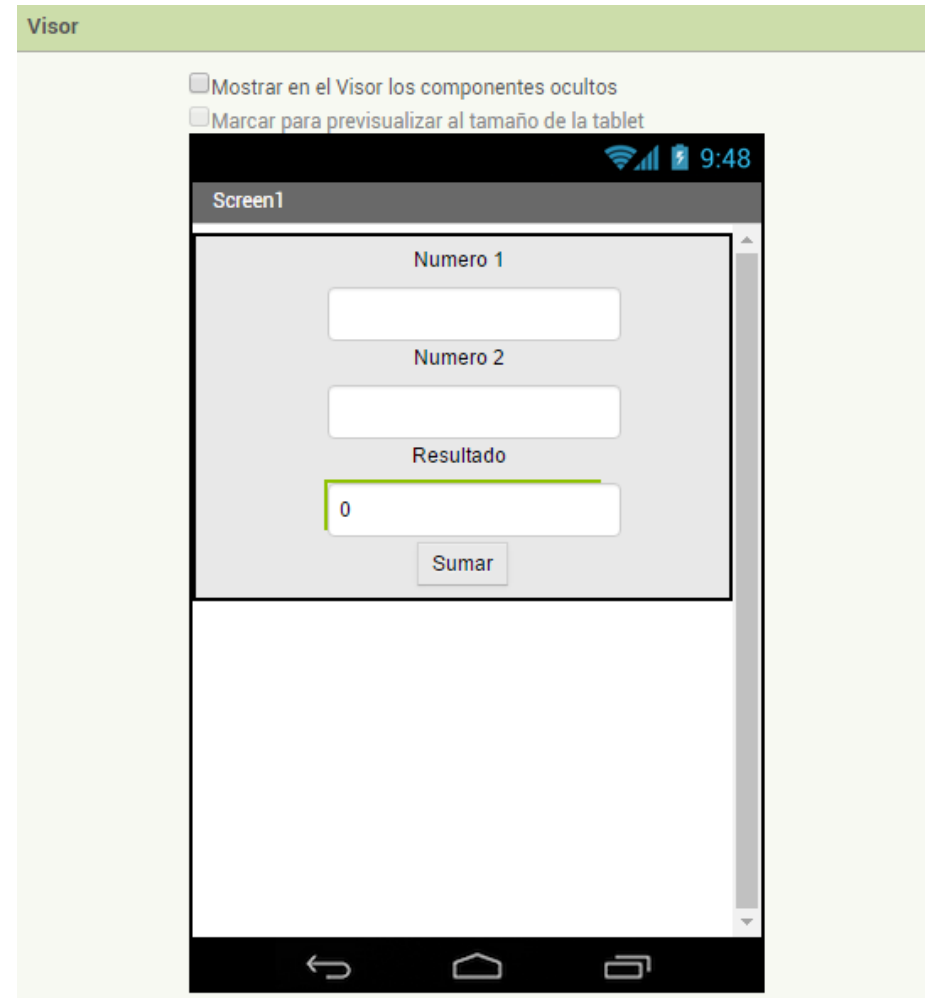 Visor
Mostrar en el Visor los componentes ocultos
Marcar para previsualizar al tamaño de la tablet
9:48
Screen1
Numero 1
Numero 2
Resultado
0
Sumar